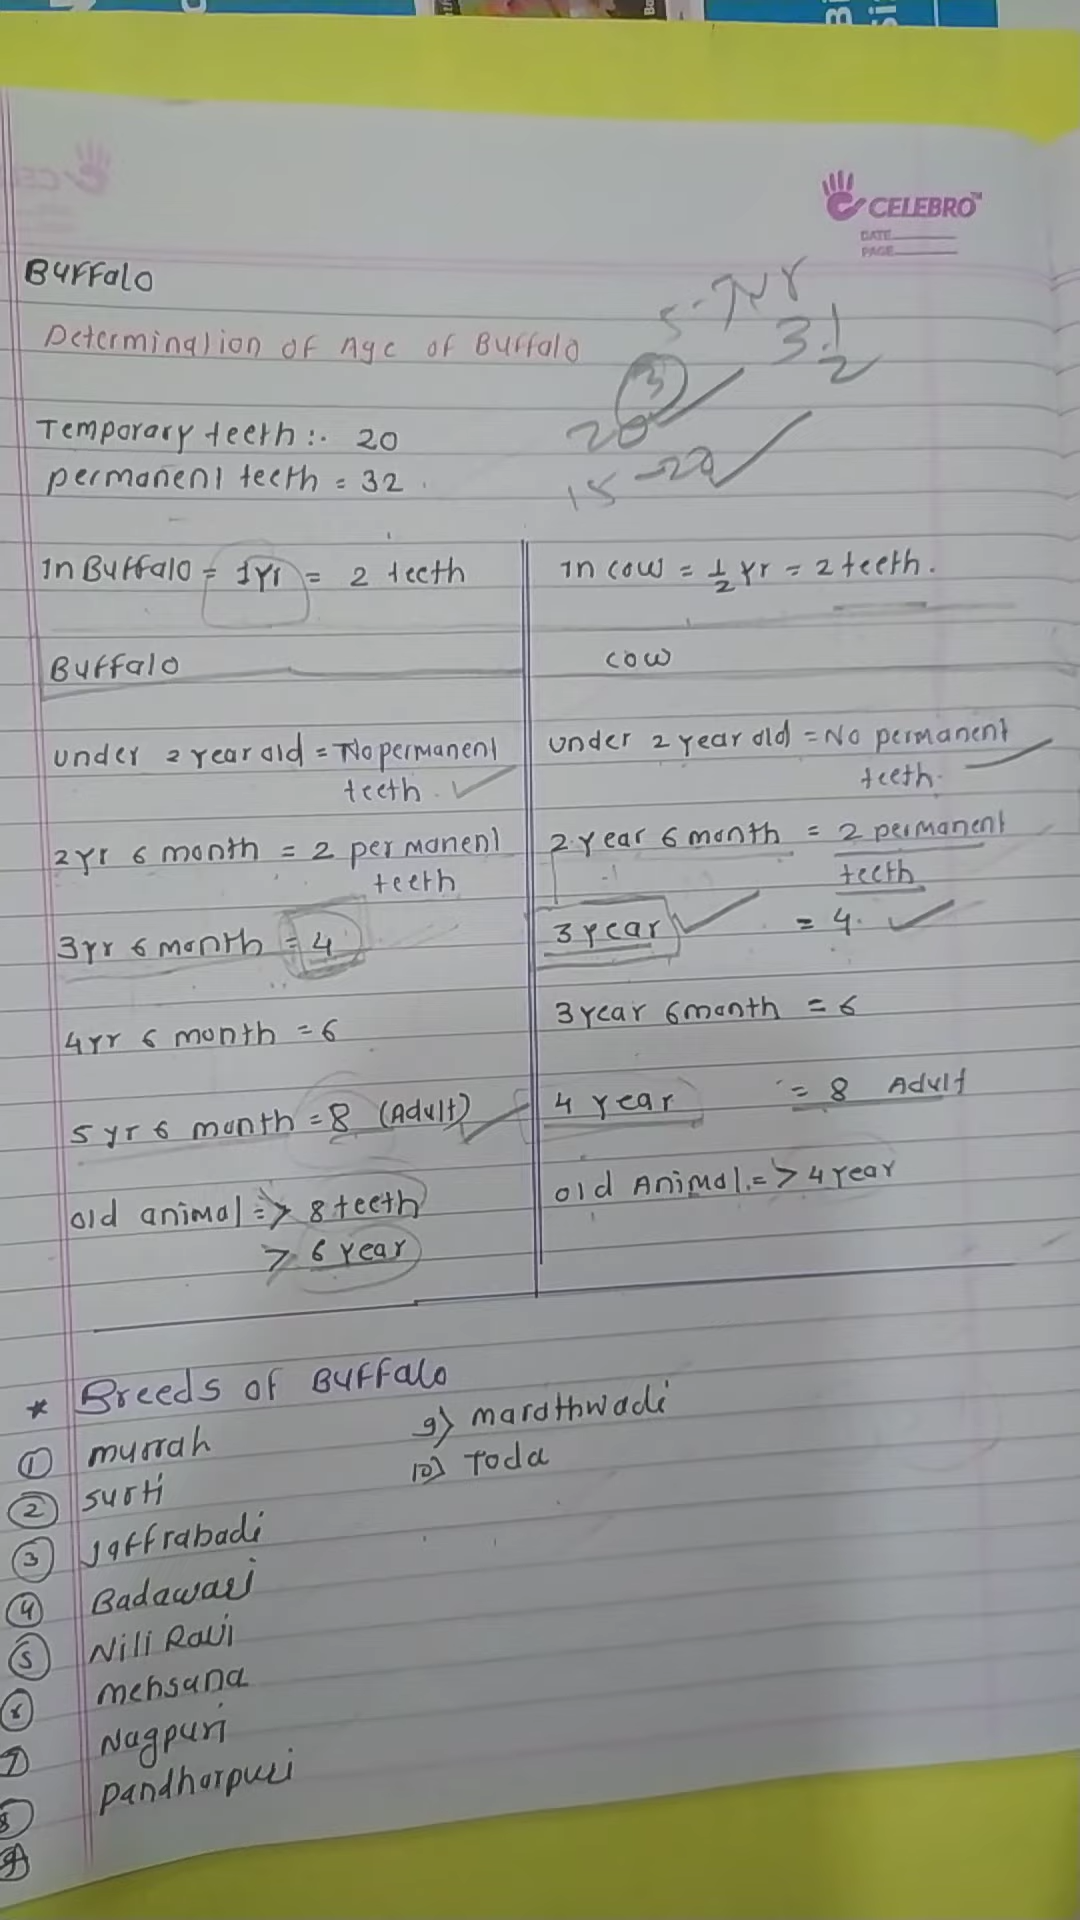 CELEBRO
DATE
PAGE
Buffalo
Determination of Age of Buffalo
5-7yr
3 1/2
3
20
15-20
Temporary teeth:. 20
permanent teeth = 32.
In Buffalo = 1yr = 2 teeth
In cow = 1/2 yr = 2 teeth.
Buffalo
cow
under 2 year old = No permanent
teeth.
2yr 6 month = 2 permanent
teeth
3yr 6 month = 4
4yr 6 month = 6
5 yr 6 month = 8 (Adult)
old animal => 8 teeth
> 6 year
under 2 year old = No permanent
teeth.
2 year 6 month = 2 permanent
teeth
3 year = 4.
3 year 6 month = 6
4 year = 8 Adult
old Animal. = > 4 year
* Breeds of Buffalo
1 murrah
2 surti
3 Jaffrabadi
4 Badawari
5 Nili Ravi
mehsana
7 Nagpuri
8 pandharpuri
9
9) marathwadi
10) Toda